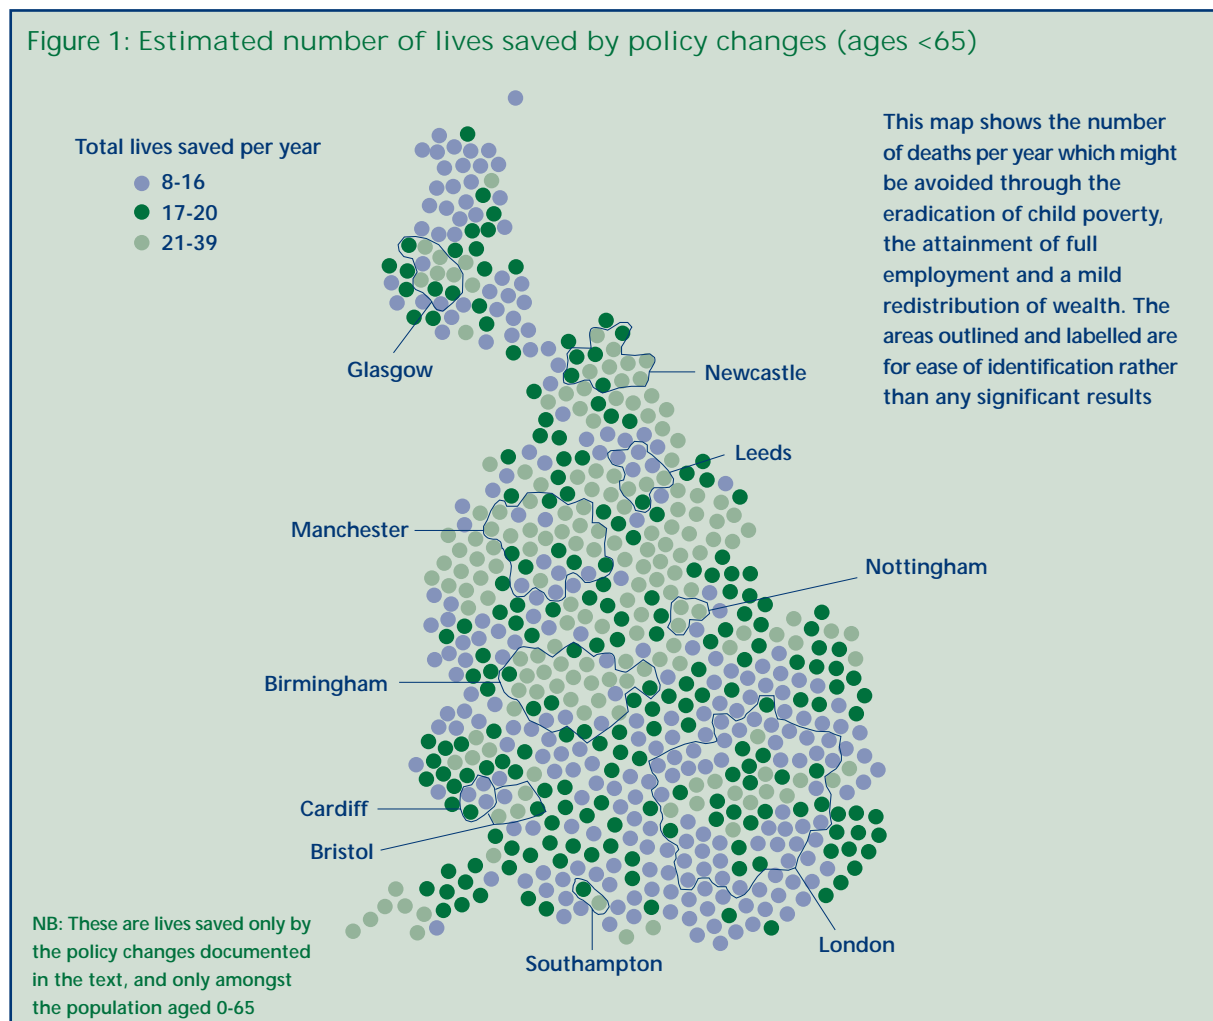 Figure 1: Estimated number of lives saved by policy changes (ages <65)
Total lives saved per year
8-16
17-20
21-39
This map shows the number
of deaths per year which might
be avoided through the
eradication of child poverty,
the attainment of full
employment and a mild
redistribution of wealth. The
areas outlined and labelled are
for ease of identification rather
than any significant results
Glasgow
Newcastle
Leeds
Manchester
Nottingham
Birmingham
Cardiff
Bristol
London
Southampton
NB: These are lives saved only by
the policy changes documented
in the text, and only amongst
the population aged 0-65